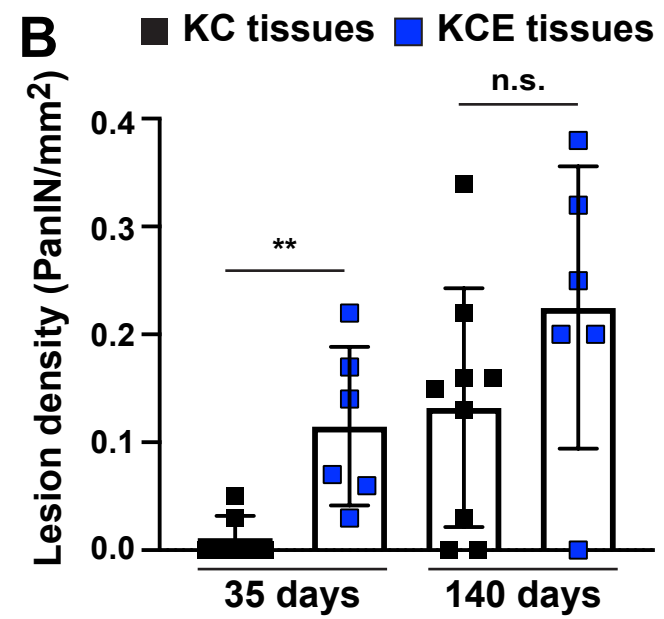 B
KC tissues KCE tissues
n.s.
**
Lesion density (PanIN/mm²)
0.4
0.3
0.2
0.1
0.0
35 days 140 days